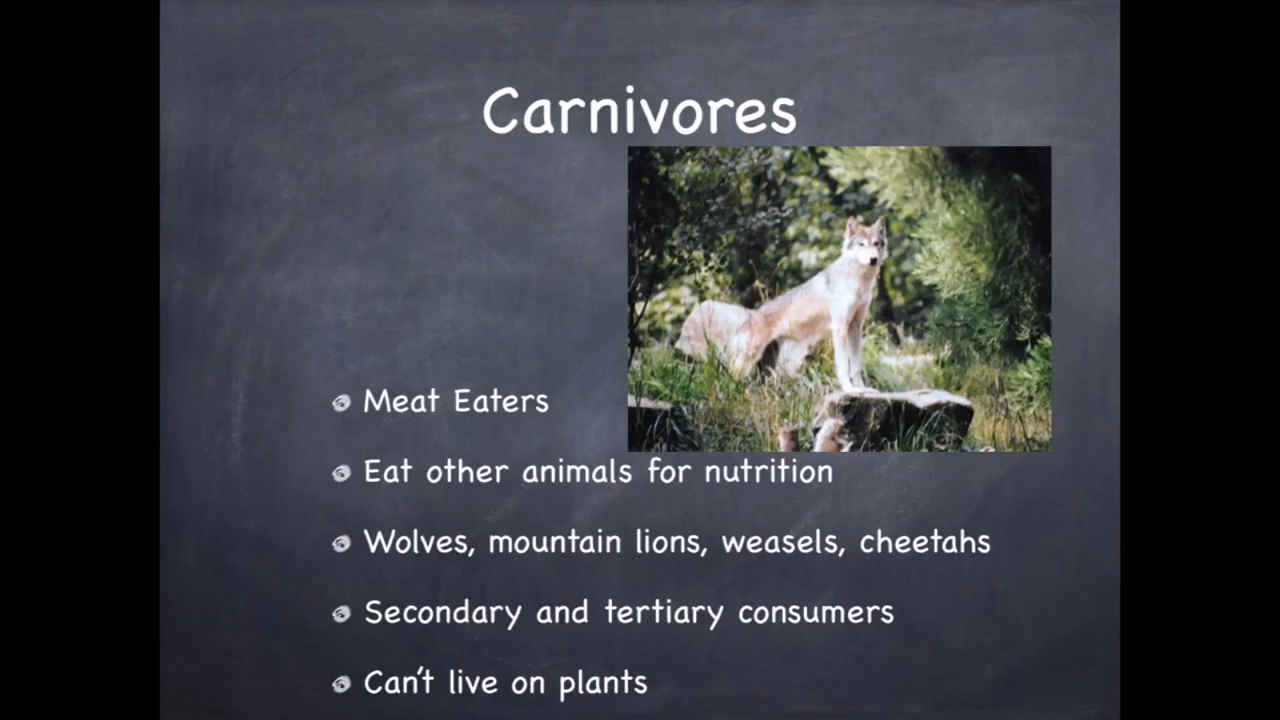 Carnivores
Meat Eaters
Eat other animals for nutrition
Wolves, mountain lions, weasels, cheetahs
Secondary and tertiary consumers
Can't live on plants